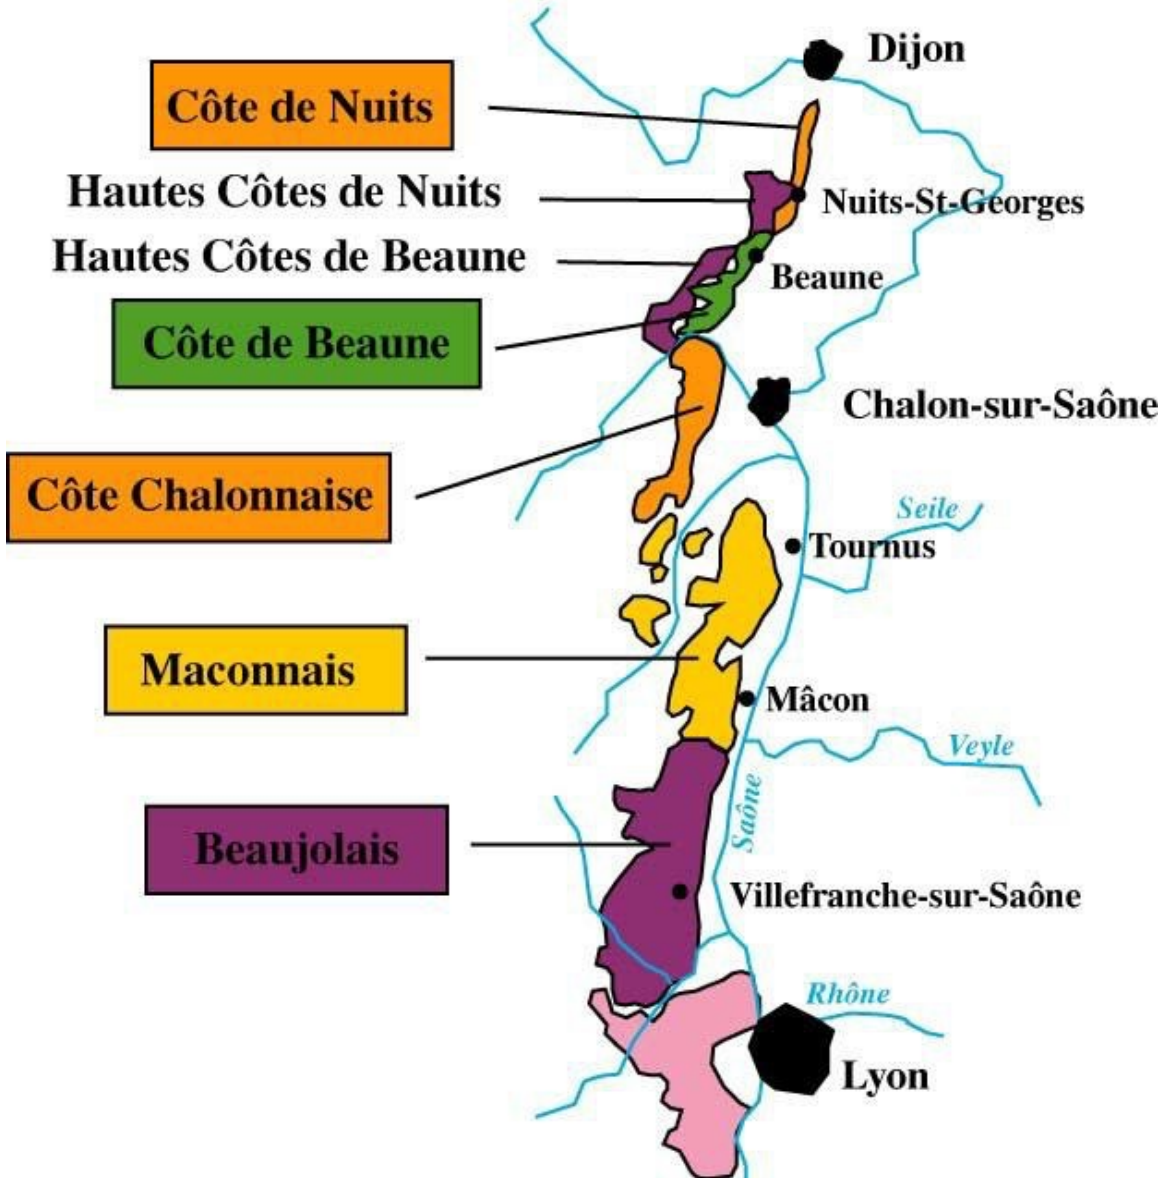 Dijon
Côte de Nuits
Hautes Côtes de Nuits
Nuits-St-Georges
Hautes Côtes de Beaune
Beaune
Côte de Beaune
Chalon-sur-Saône
Côte Chalonnaise
Seile
Tournus
Maconnais
Mâcon
Veyle
Saône
Beaujolais
Villefranche-sur-Saône
Rhône
Lyon